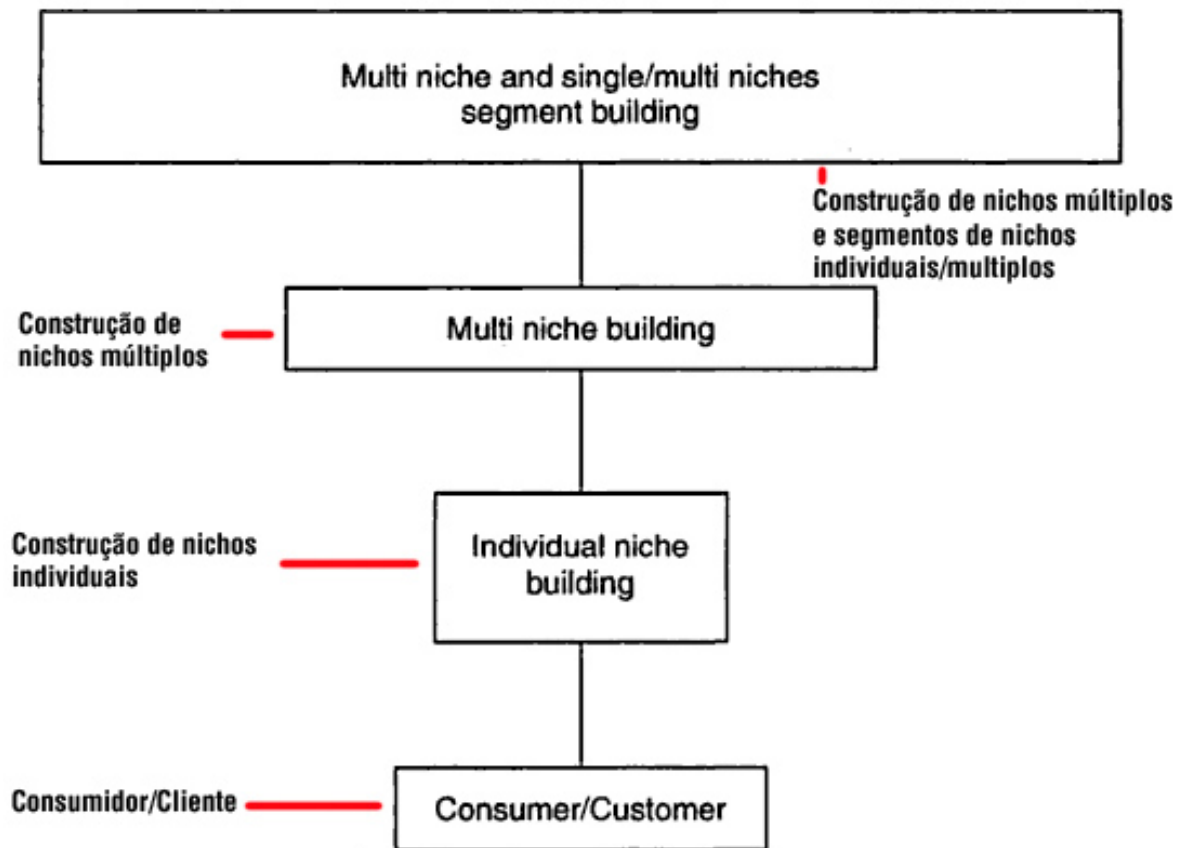 Multi niche and single/multi niches
segment building
Construção de nichos múltiplos
e segmentos de nichos
individuais/multiplos
Construção de
nichos múltiplos
Multi niche building
Construção de nichos
individuais
Individual niche
building
Consumidor/Cliente
Consumer/Customer